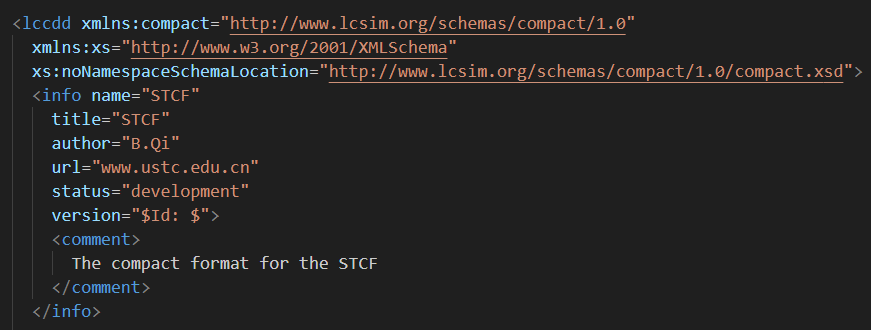 <lccdd xmlns:compact="http://www.lcsim.org/schemas/compact/1.0"
xmlns:xs="http://www.w3.org/2001/XMLSchema"
xs:noNamespaceSchemaLocation="http://www.lcsim.org/schemas/compact/1.0/compact.xsd">
<info name="STCF"
title="STCF"
author="B.Qi"
url="www.ustc.edu.cn"
status="development"
version="$Id: $">
<comment>
The compact format for the STCF
</comment>
</info>